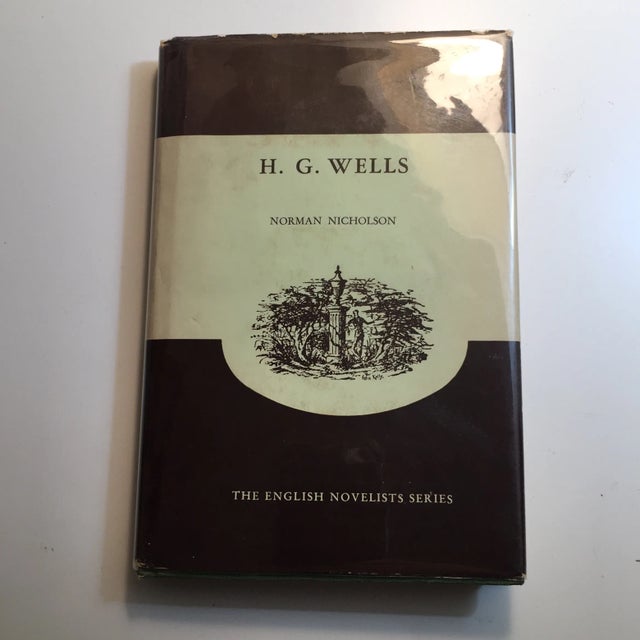 H. G. WELLS
NORMAN NICHOLSON
THE ENGLISH NOVELISTS SERIES